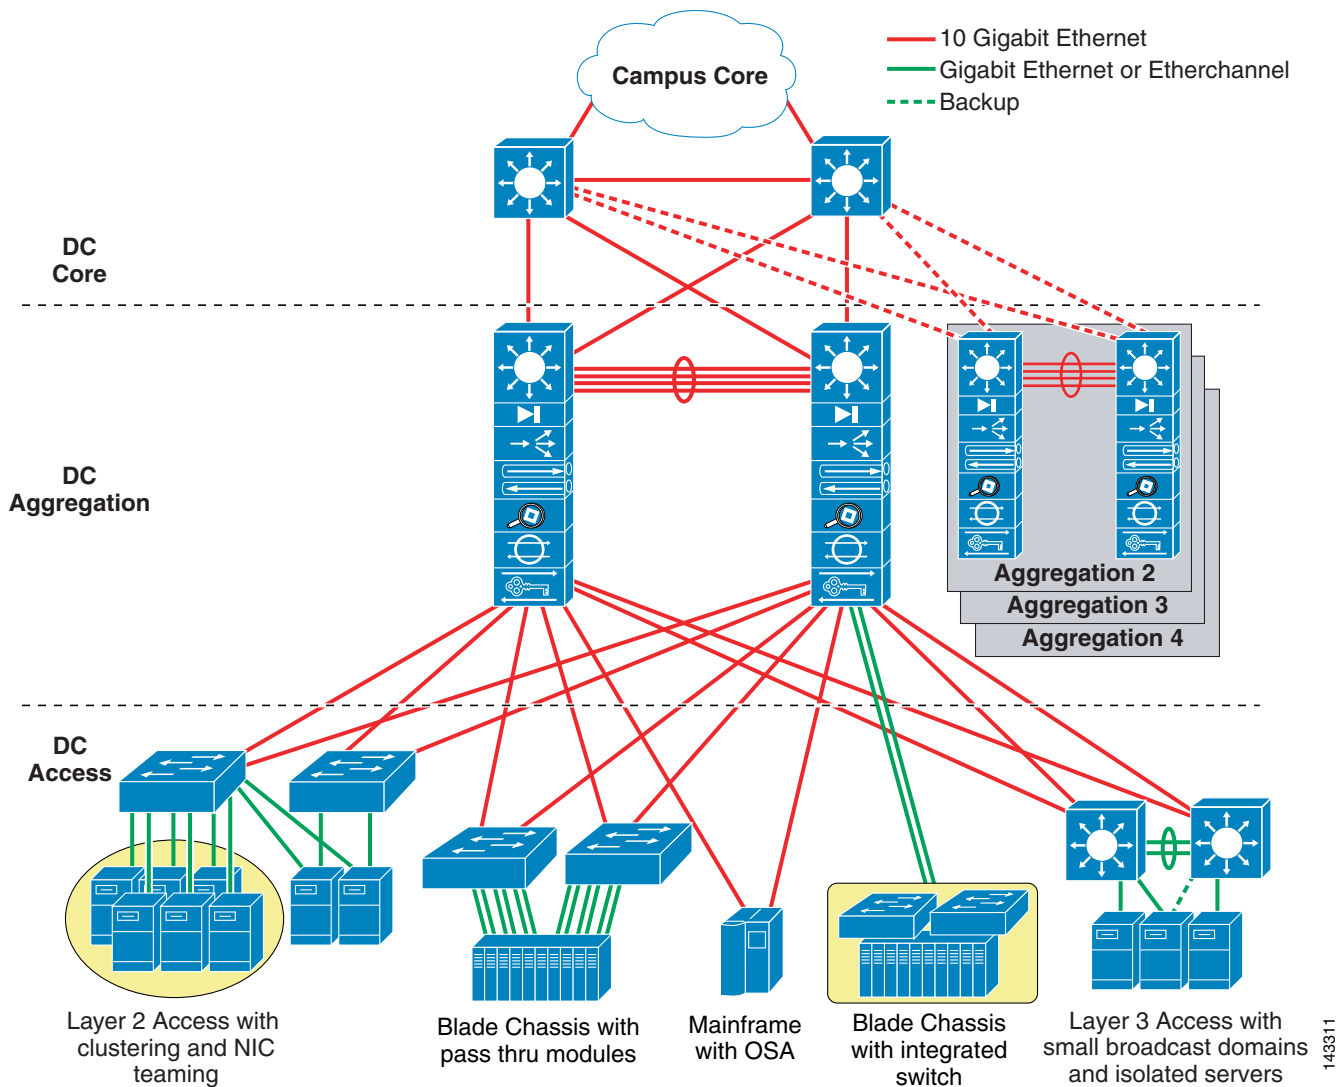 Campus Core
10 Gigabit Ethernet
Gigabit Ethernet or Etherchannel
Backup
DC
Core
DC
Aggregation
Aggregation 2
Aggregation 3
Aggregation 4
DC
Access
Layer 2 Access with
clustering and NIC
teaming
Blade Chassis with
pass thru modules
Mainframe
with OSA
Blade Chassis
with integrated
switch
Layer 3 Access with
small broadcast domains
and isolated servers
143311